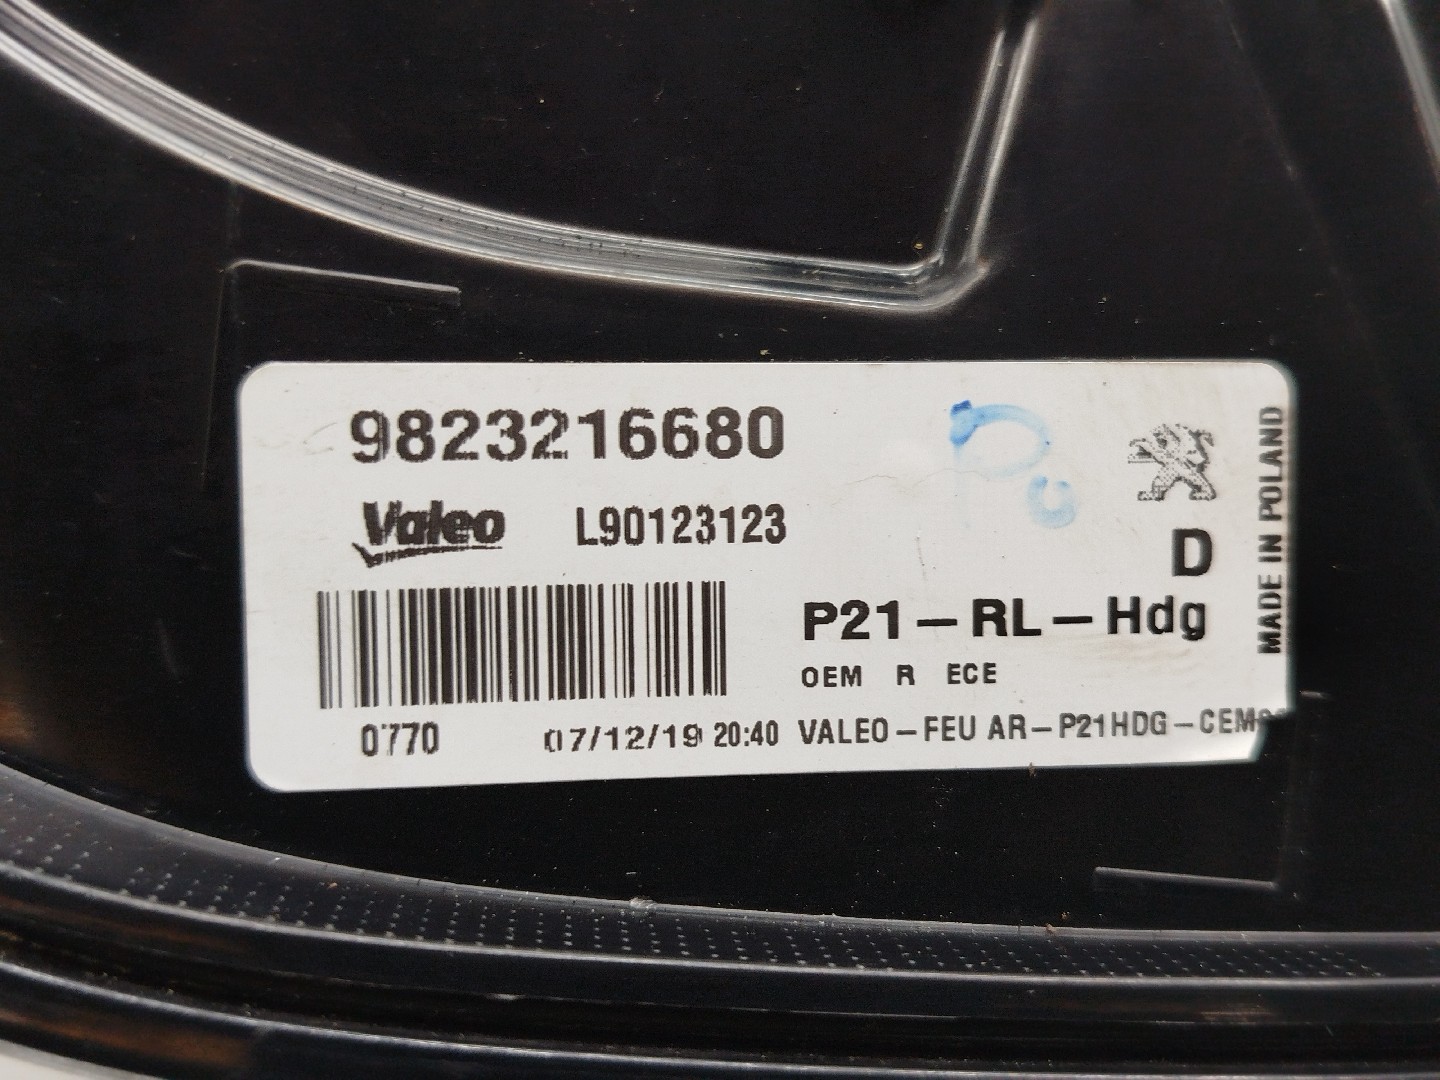 9823216680
Valeo L90123123
D
P21-RL-Hdg
OEM R ECE
0770 07/12/19 20:40 VALEO-FEU AR-P21HDG-CEM
MADE IN POLAND